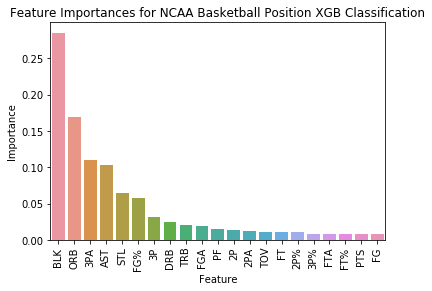 Feature Importances for NCAA Basketball Position XGB Classification
Importance
0.25
0.20
0.15
0.10
0.05
0.00
BLK
ORB
3PA
AST
STL
FG%
3P
DRB
TRB
FGA
PF
2P
2PA
TOV
FT
2P%
3P%
FTA
FT%
PTS
FG
Feature